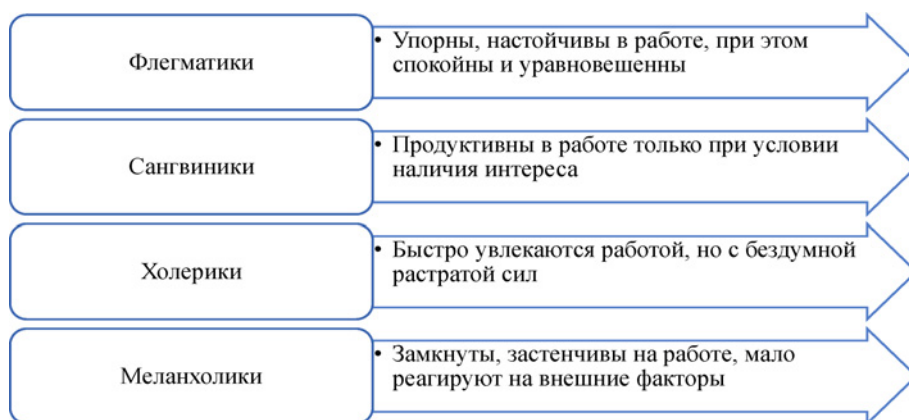 Флегматики
• Упорны, настойчивы в работе, при этом
спокойны и уравновешенны
Сангвиники
• Продуктивны в работе только при условии
наличия интереса
Холерики
• Быстро увлекаются работой, но с бездумной
растратой сил
Меланхолики
• Замкнуты, застенчивы на работе, мало
реагируют на внешние факторы